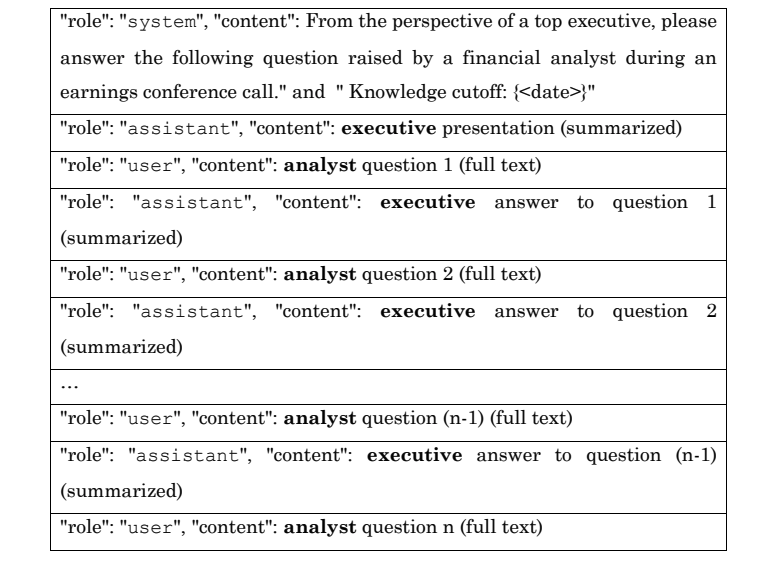 "role": "system", "content": From the perspective of a top executive, please
answer the following question raised by a financial analyst during an
earnings conference call." and " Knowledge cutoff: {<date>}"
"role": "assistant", "content": executive presentation (summarized)
"role": "user", "content": analyst question 1 (full text)
"role": "assistant", "content": executive answer to question 1
(summarized)
"role": "user", "content": analyst question 2 (full text)
"role": "assistant", "content": executive answer to question 2
(summarized)
…
"role": "user", "content": analyst question (n-1) (full text)
"role": "assistant", "content": executive answer to question (n-1)
(summarized)
"role": "user", "content": analyst question n (full text)